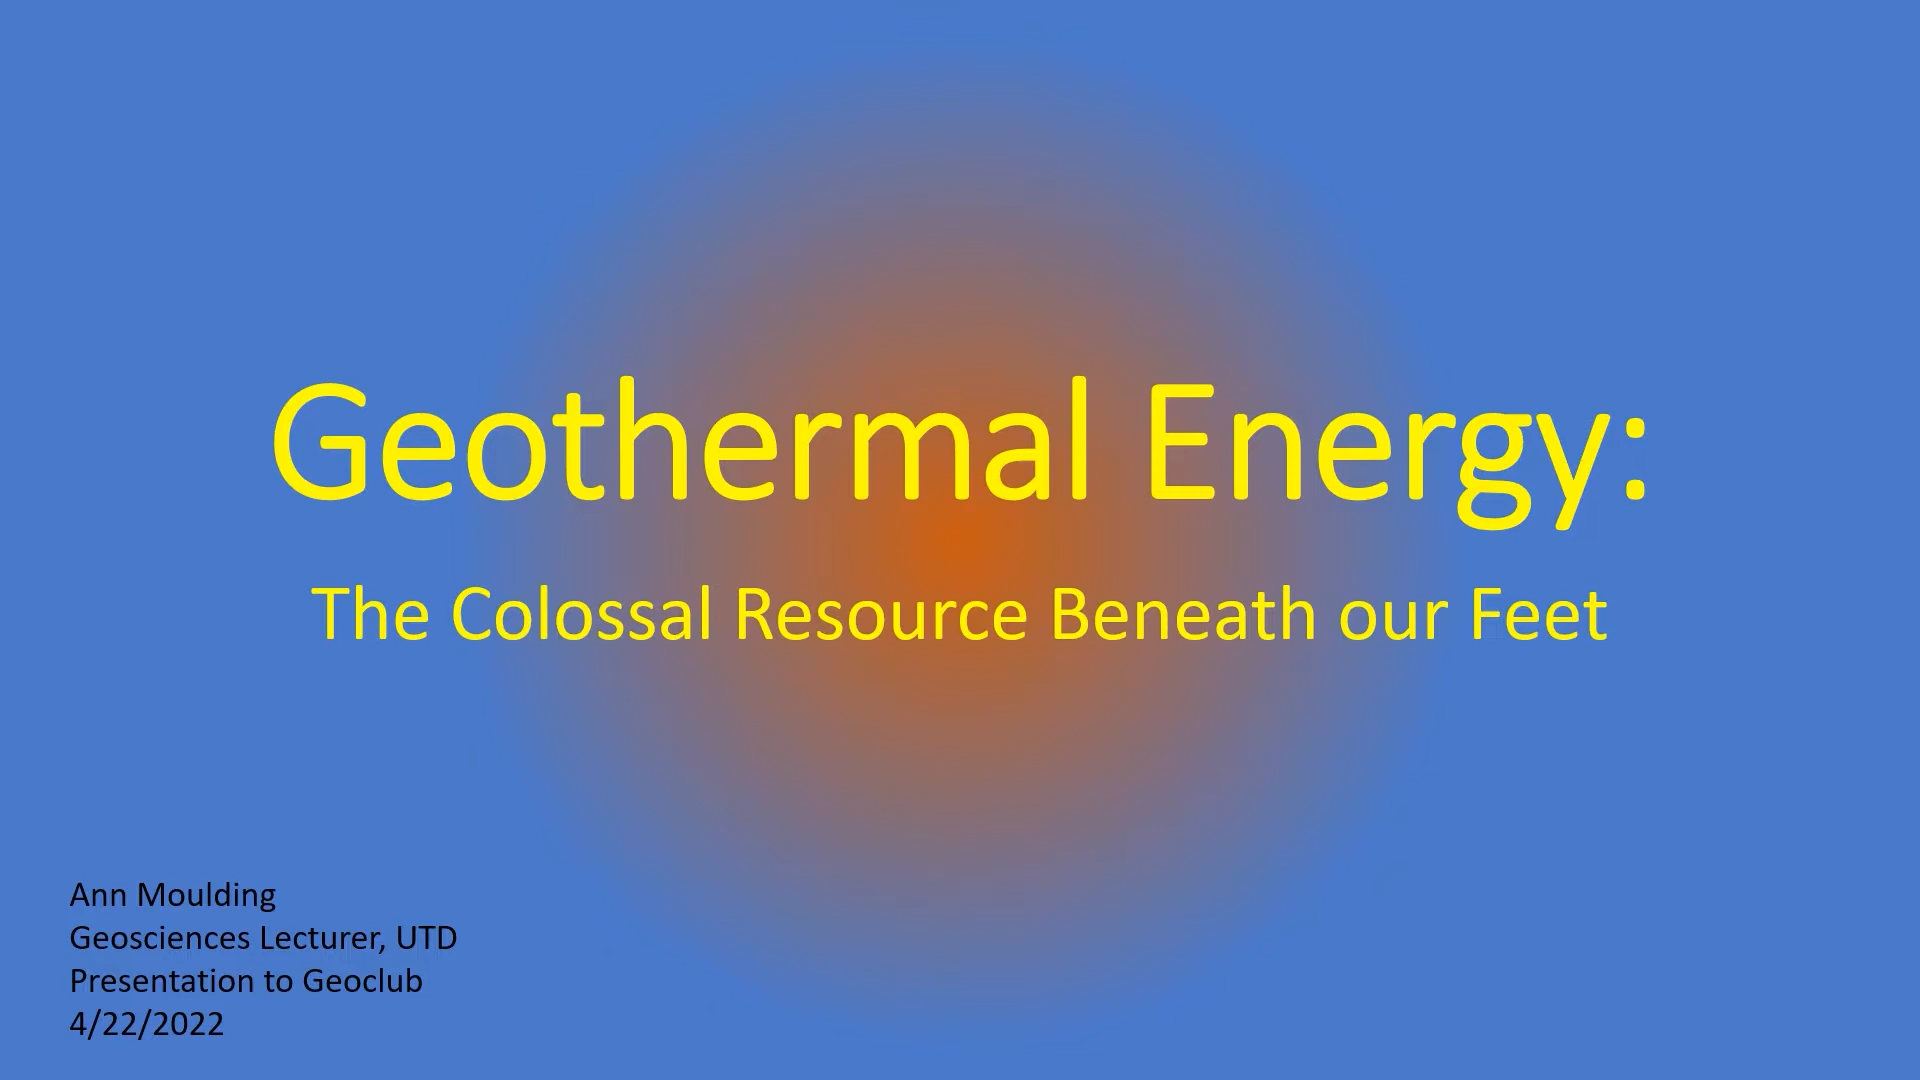 Geothermal Energy:
The Colossal Resource Beneath our Feet
Ann Moulding
Geosciences Lecturer, UTD
Presentation to Geoclub
4/22/2022